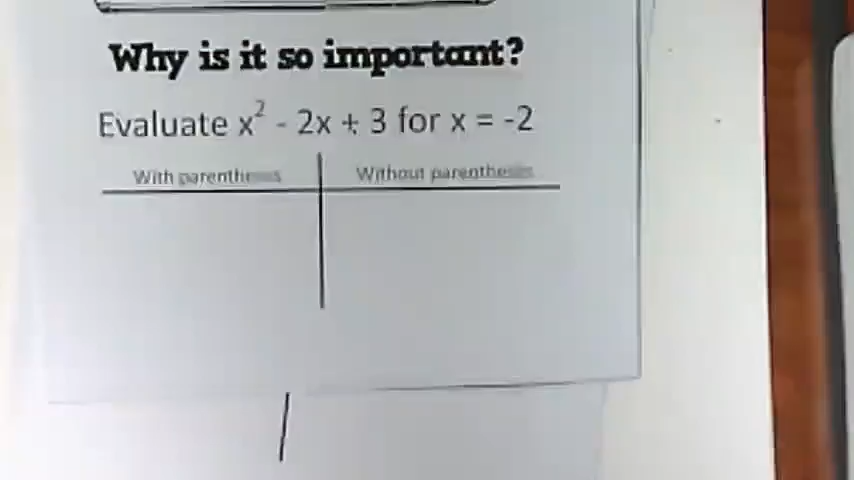 Why is it so important?
Evaluate x² - 2x + 3 for x = -2
With parenthesis
Without parenthesis